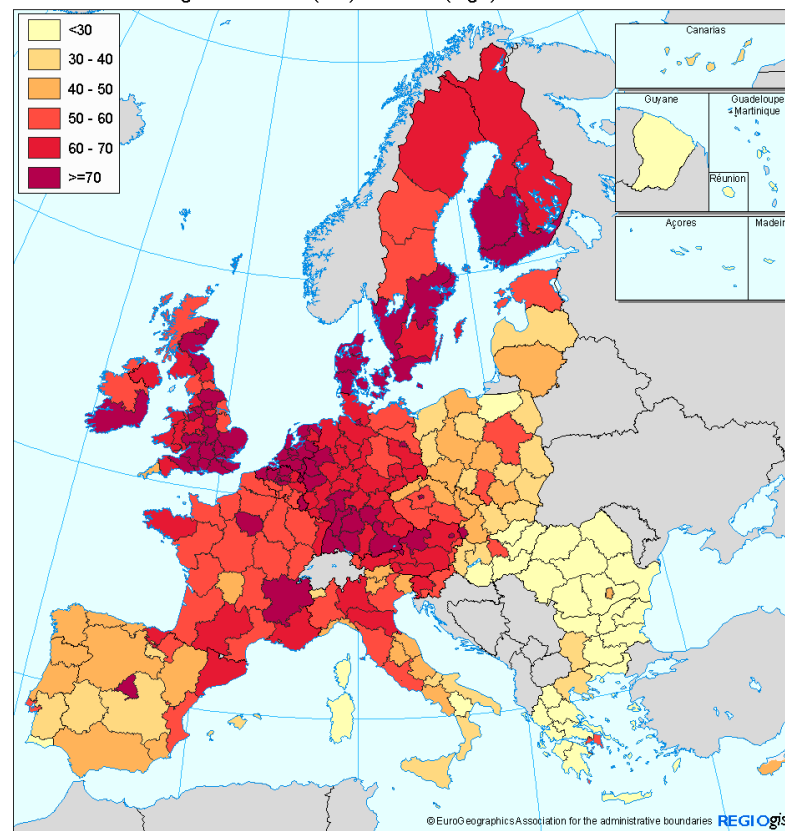 <30
30 - 40
40 - 50
50 - 60
60 - 70
>=70
Canarias
Guyane
Guadeloupe
Martinique
Réunion
Açores
Madeir
© EuroGeographics Association for the administrative boundaries
REGIOgis